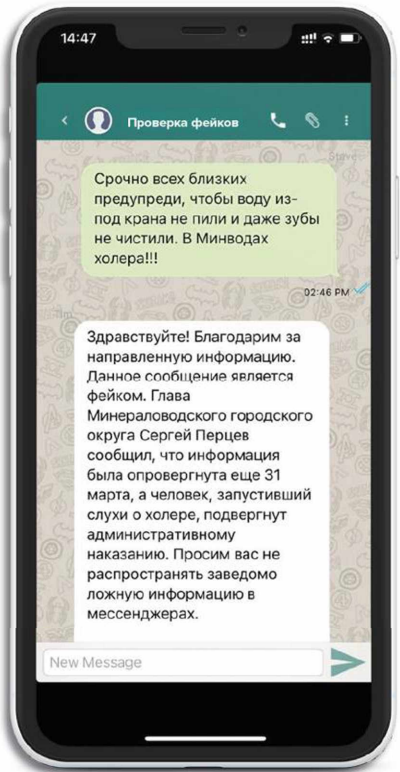 14:47
Проверка фейков
Срочно всех близких
предупреди, чтобы воду из-
под крана не пили и даже зубы
не чистили. В Минводах
холера!!!
02:46 PM
Здравствуйте! Благодарим за
направленную информацию.
Данное сообщение является
фейком. Глава
Минераловодского городского
округа Сергей Перцев
сообщил, что информация
была опровергнута еще 31
марта, а человек, запустивший
слухи о холере, подвергнут
административному
наказанию. Просим вас не
распространять заведомо
ложную информацию в
мессенджерах.
New Message